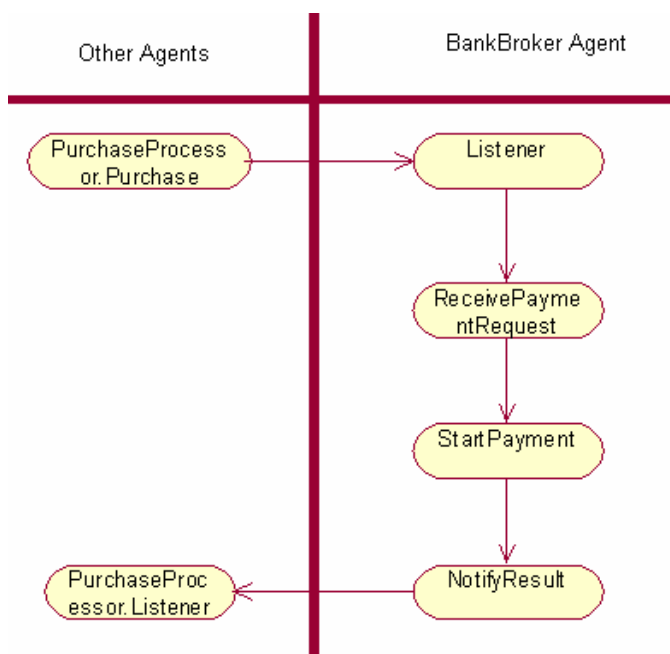 Other Agents
BankBroker Agent
PurchaseProcess
or.Purchase
Listener
ReceivePayme
ntRequest
StartPayment
PurchaseProc
essor.Listener
NotifyResult